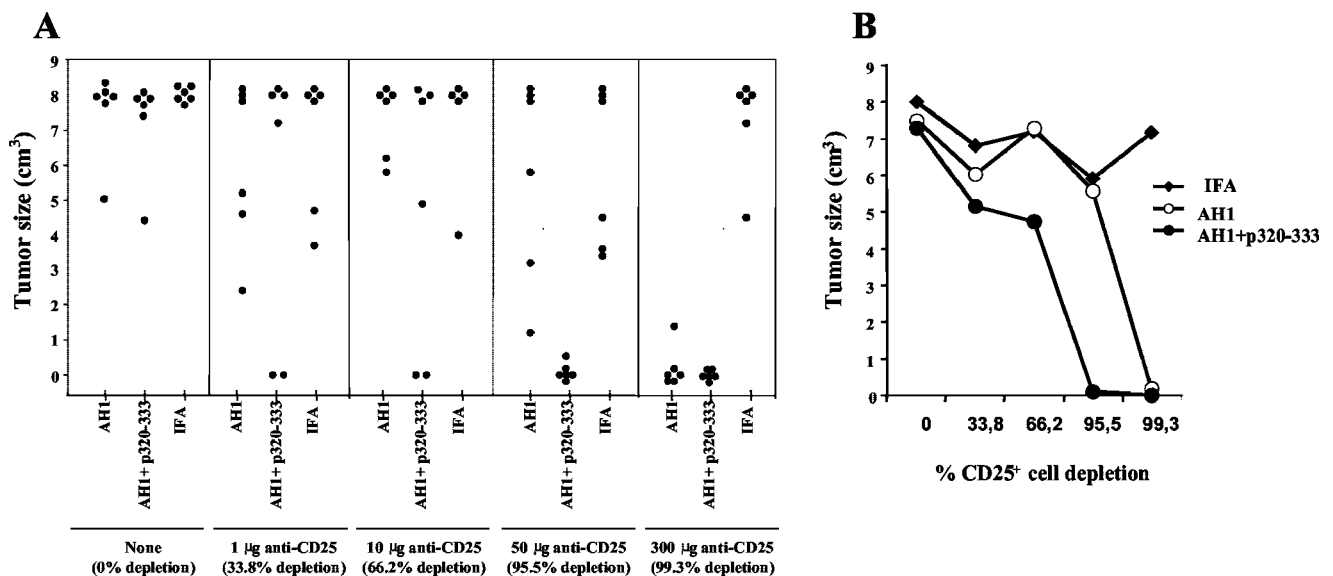 A
Tumor size (cm³)
9
8
7
6
5
4
3
2
1
0
AH1
AH1+ p320-333
IFA
AH1
AH1+ p320-333
IFA
AH1
AH1+ p320-333
IFA
AH1
AH1+ p320-333
IFA
AH1
AH1+ p320-333
IFA
None
(0% depletion)
1 µg anti-CD25
(33.8% depletion)
10 µg anti-CD25
(66.2% depletion)
50 µg anti-CD25
(95.5% depletion)
300 µg anti-CD25
(99.3% depletion)
B
Tumor size (cm³)
9
8
7
6
5
4
3
2
1
0
0 33,8 66,2 95,5 99,3
% CD25⁺ cell depletion
IFA
AH1
AH1+p320-333